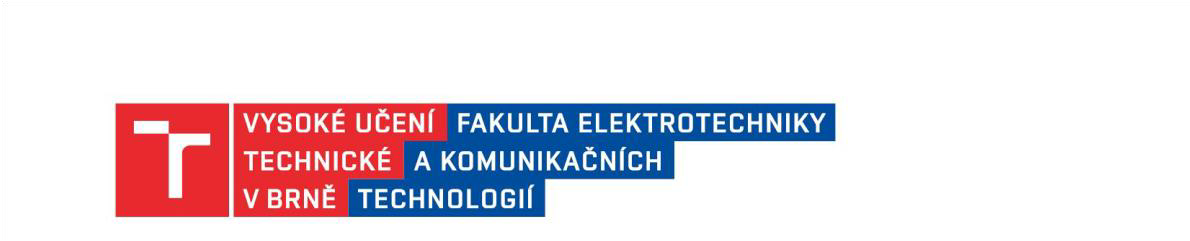 VYSOKÉ UČENÍ FAKULTA ELEKTROTECHNIKY
TECHNICKÉ A KOMUNIKAČNÍCH
V BRNĚ TECHNOLOGIÍ